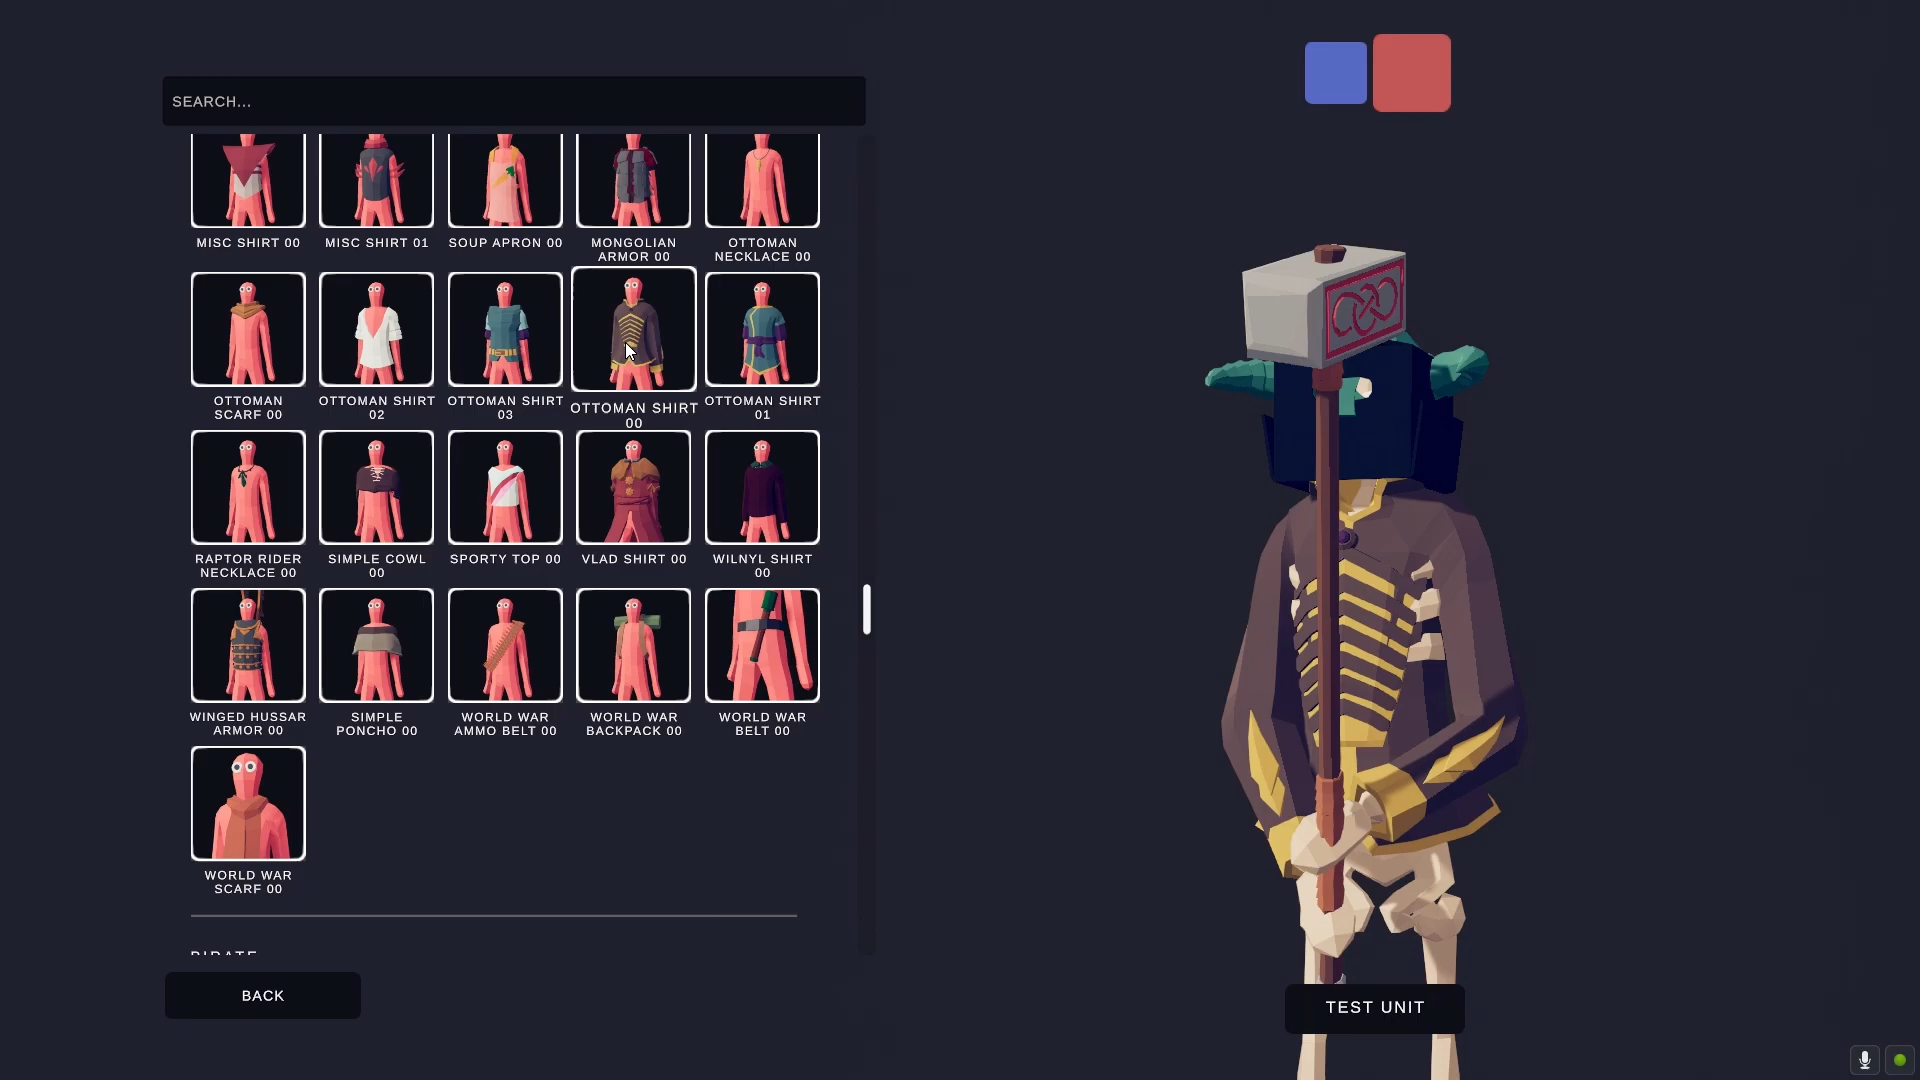 SEARCH...
MISC SHIRT 00
MISC SHIRT 01
SOUP APRON 00
MONGOLIAN
ARMOR 00
OTTOMAN
NECKLACE 00
OTTOMAN
SCARF 00
OTTOMAN SHIRT
02
OTTOMAN SHIRT
03
OTTOMAN SHIRT
00
OTTOMAN SHIRT
01
RAPTOR RIDER
NECKLACE 00
SIMPLE COWL
00
SPORTY TOP 00
VLAD SHIRT 00
WILNYL SHIRT
00
WINGED HUSSAR
ARMOR 00
SIMPLE
PONCHO 00
WORLD WAR
AMMO BELT 00
WORLD WAR
BACKPACK 00
WORLD WAR
BELT 00
WORLD WAR
SCARF 00
PIRATE
BACK
TEST UNIT